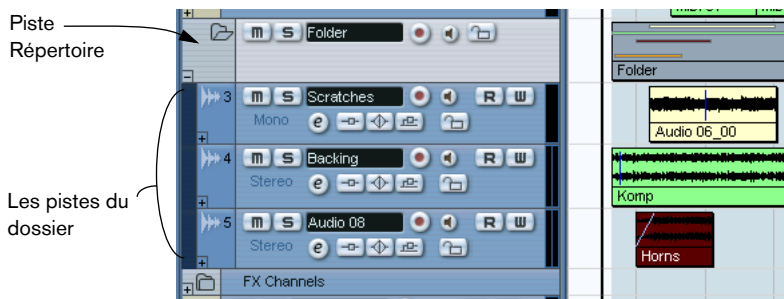 Piste
Répertoire
m S Folder
Folder
3 m S Scratches R W
Mono e
Audio 06_00
4 m S Backing R W
Stereo e
Komp
Les pistes du
dossier
5 m S Audio 08 R W
Stereo e
Horns
FX Channels